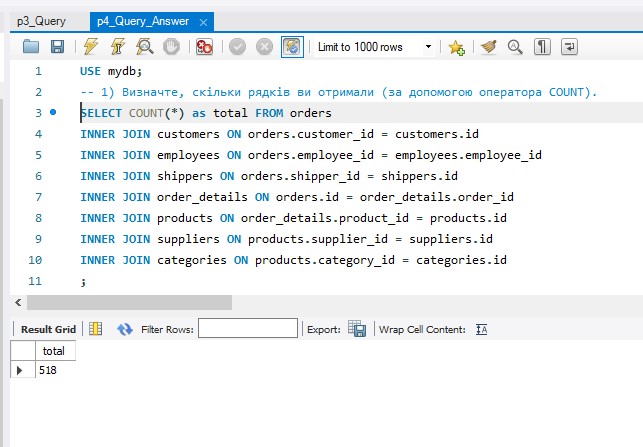 p3_Query p4_Query_Answer ×
Limit to 1000 rows
1 USE mydb;
2 -- 1) Визначте, скільки рядків ви отримали (за допомогою оператора COUNT).
3 SELECT COUNT(*) as total FROM orders
4 INNER JOIN customers ON orders.customer_id = customers.id
5 INNER JOIN employees ON orders.employee_id = employees.employee_id
6 INNER JOIN shippers ON orders.shipper_id = shippers.id
7 INNER JOIN order_details ON orders.id = order_details.order_id
8 INNER JOIN products ON order_details.product_id = products.id
9 INNER JOIN suppliers ON products.supplier_id = suppliers.id
10 INNER JOIN categories ON products.category_id = categories.id
11 ;
Result Grid Filter Rows: Export: Wrap Cell Content: IA
total
518